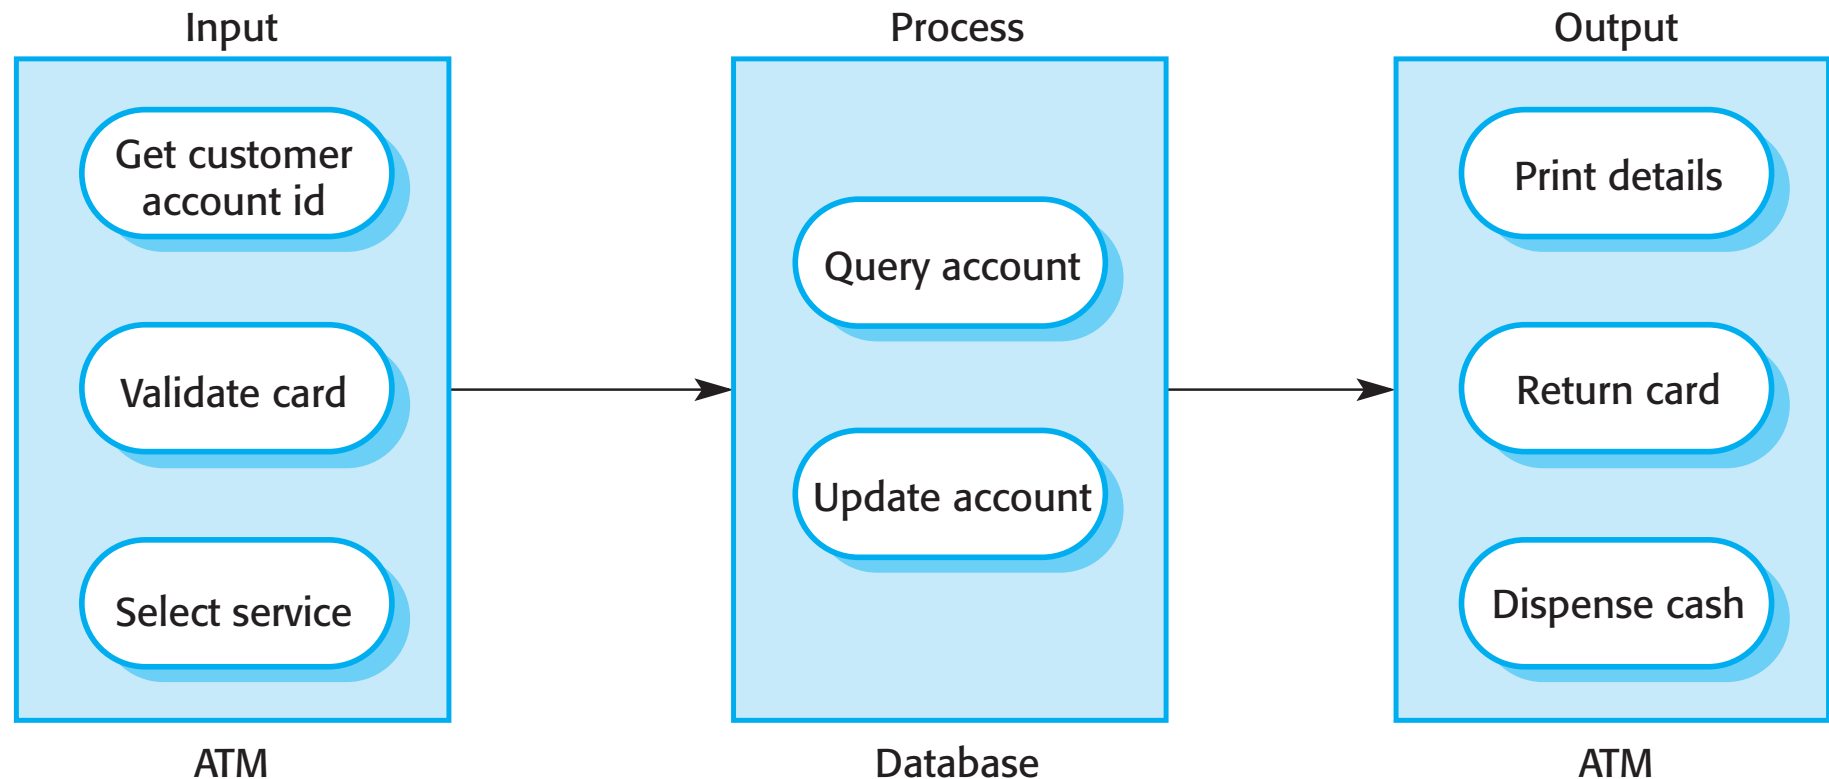 Input
Get customer
account id
Validate card
Select service
ATM
Process
Query account
Update account
Database
Output
Print details
Return card
Dispense cash
ATM